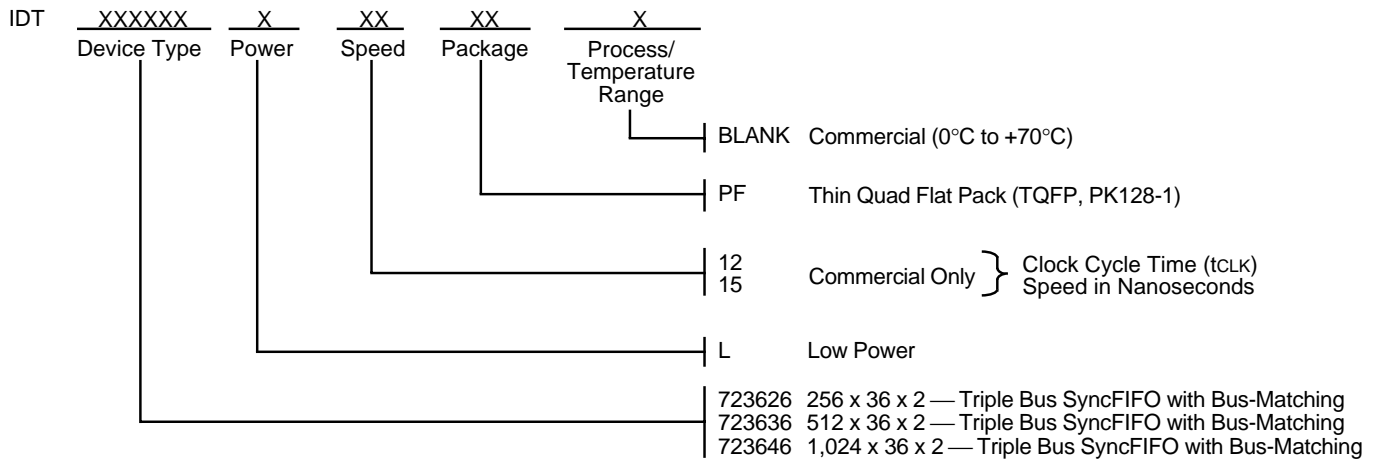 IDT XXXXXX X XX XX X
Device Type Power Speed Package Process/
Temperature
Range
BLANK Commercial (0°C to +70°C)
PF Thin Quad Flat Pack (TQFP, PK128-1)
12
15
Commercial Only
Clock Cycle Time (tCLK)
Speed in Nanoseconds
L Low Power
723626 256 x 36 x 2 — Triple Bus SyncFIFO with Bus-Matching
723636 512 x 36 x 2 — Triple Bus SyncFIFO with Bus-Matching
723646 1,024 x 36 x 2 — Triple Bus SyncFIFO with Bus-Matching